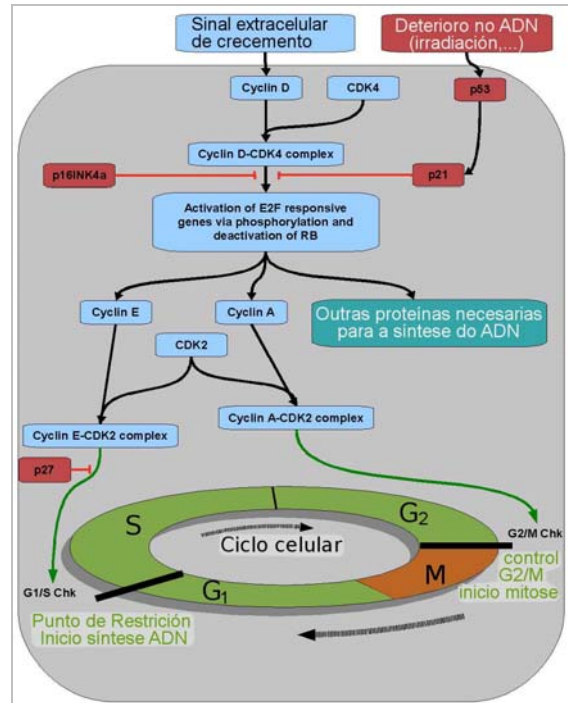 Sinal extracelular
de crecemento
Deterioro no ADN
(irradiación,...)
Cyclin D
CDK4
p53
Cyclin D-CDK4 complex
p16INK4a
p21
Activation of E2F responsive
genes via phosphorylation and
deactivation of RB
Cyclin E
Cyclin A
Outras proteínas necesarias
para a síntese do ADN
CDK2
Cyclin E-CDK2 complex
Cyclin A-CDK2 complex
p27
S
G2
Ciclo celular
G2/M Chk
control
G2/M
inicio mitose
M
G1
G1/S Chk
Punto de Restrición
Inicio síntese ADN